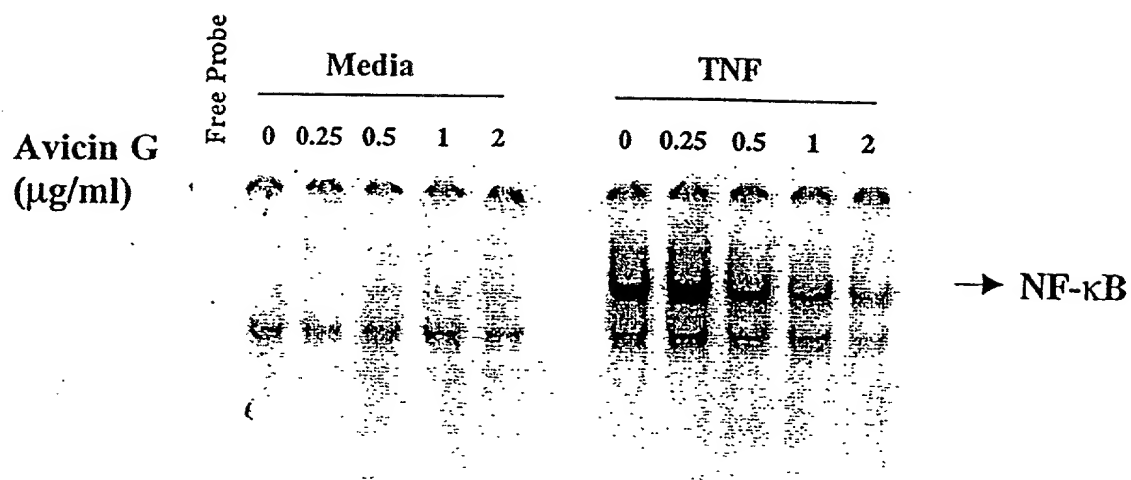 Free Probe
Media
TNF
Avicin G
(μg/ml)
0 0.25 0.5 1 2
0 0.25 0.5 1 2
→ NF-κB